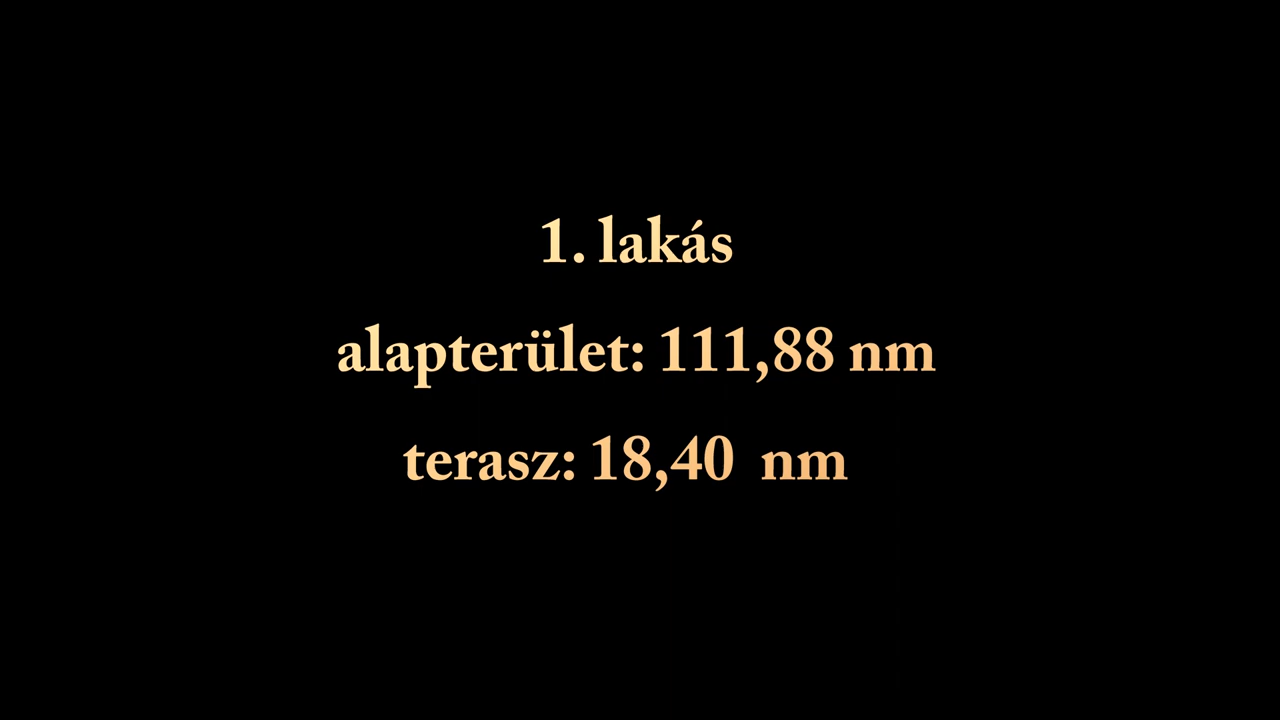 1. lakás
alapterület: 111,88 nm
terasz: 18,40 nm